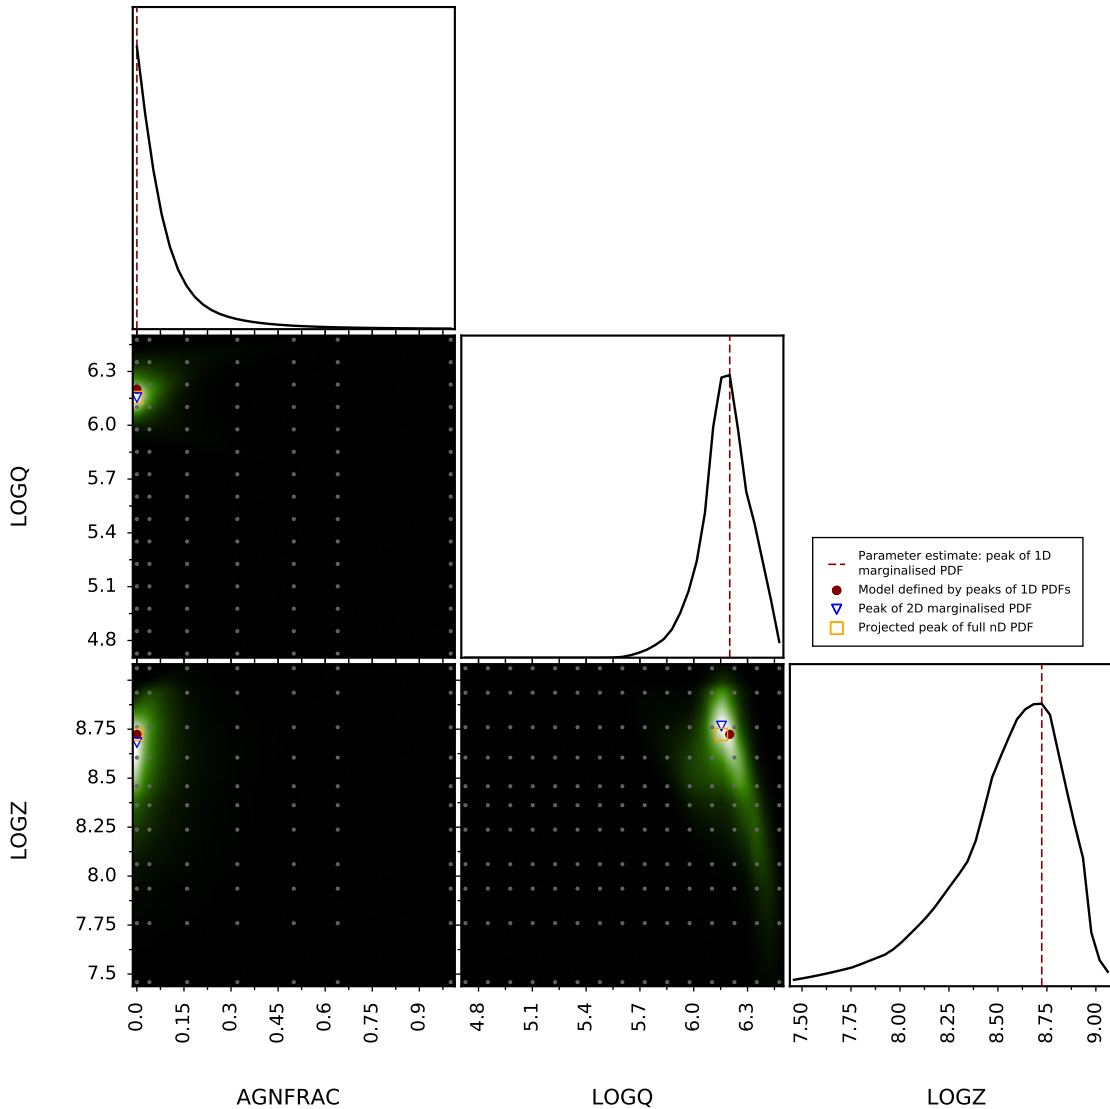 6.3
6.0
5.7
5.4
5.1
4.8
LOGQ
Parameter estimate: peak of 1D
marginalised PDF
Model defined by peaks of 1D PDFs
Peak of 2D marginalised PDF
Projected peak of full nD PDF
8.75
8.5
8.25
8.0
7.75
7.5
LOGZ
0.0 0.15 0.3 0.45 0.6 0.75 0.9
4.8 5.1 5.4 5.7 6.0 6.3
7.50 7.75 8.00 8.25 8.50 8.75 9.00
AGNFRAC LOGQ LOGZ